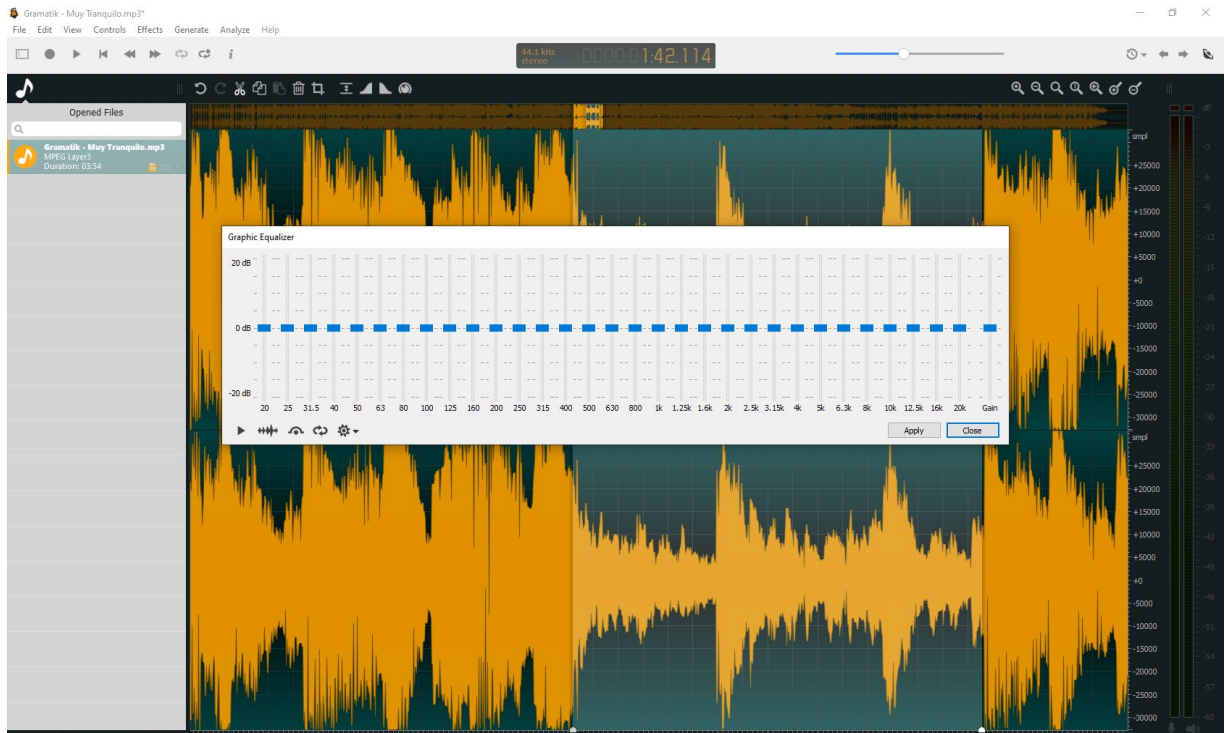 Gramatik - Muy Tranquilo.mp3*
File Edit View Controls Effects Generate Analyze Help
44.1 kHz
stereo
-0000:01:42.114
Opened Files
Gramatik - Muy Tranquilo.mp3
MPEG Layer3
Duration: 03:54
dB
smpl
+25000
+20000
+15000
+10000
+5000
+0
-5000
-10000
-15000
-20000
-25000
-30000
smpl
+25000
+20000
+15000
+10000
+5000
+0
-5000
-10000
-15000
-20000
-25000
-30000
-3
-6
-9
-12
-15
-18
-21
-24
-27
-30
-33
-36
-39
-42
-45
-48
-51
-54
-57
-60
Graphic Equalizer
20 dB
0 dB
-20 dB
20 25 31.5 40 50 63 80 100 125 160 200 250 315 400 500 630 800 1k 1.25k 1.6k 2k 2.5k 3.15k 4k 5k 6.3k 8k 10k 12.5k 16k 20k Gain
Apply Close